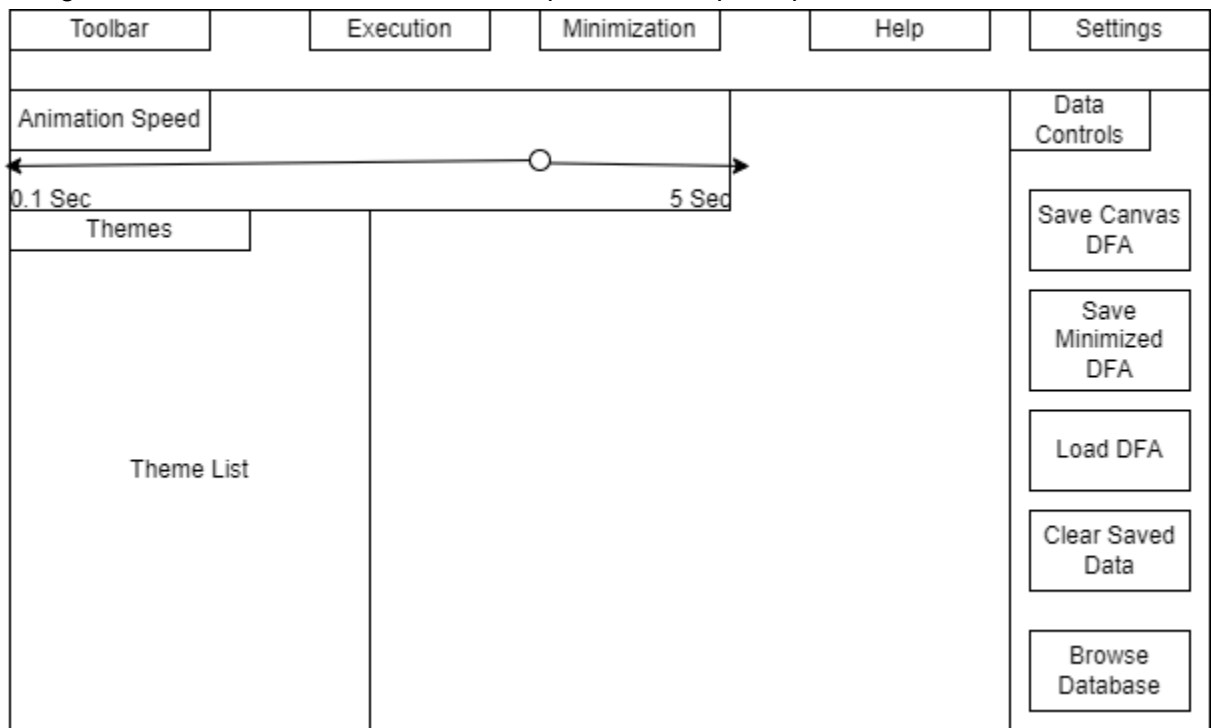 Toolbar
Execution
Minimization
Help
Settings
Animation Speed
0.1 Sec
5 Sec
Themes
Theme List
Data
Controls
Save Canvas
DFA
Save
Minimized
DFA
Load DFA
Clear Saved
Data
Browse
Database